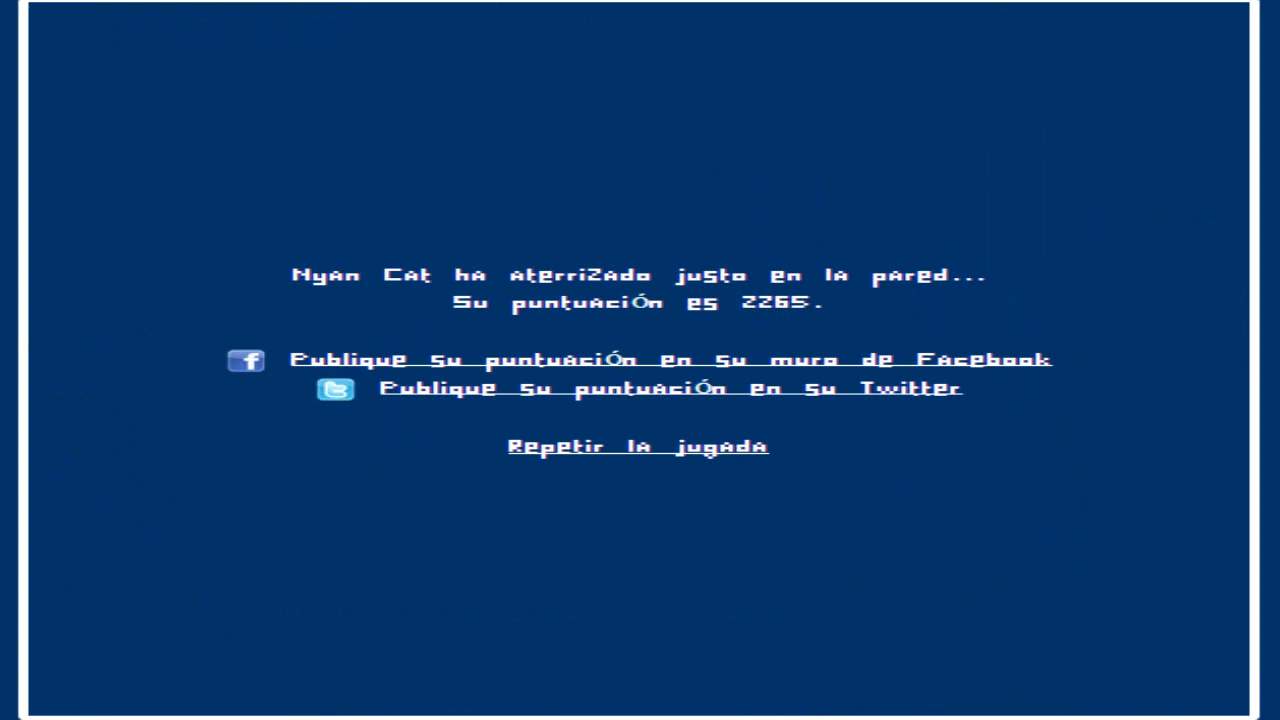 Nyan Cat ha aterrizado justo en la pared...
Su puntuación es 2265.
Publique su puntuación en su muro de Facebook
Publique su puntuación en su Twitter
Repetir la jugada